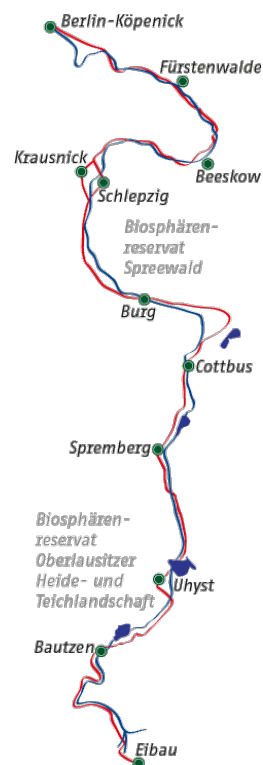 Berlin-Köpenick
Fürstenwalde
Krausnick
Beeskow
Schlepzig
Biosphären-
reservat
Spreewald
Burg
Cottbus
Spremberg
Biosphären-
reservat
Oberlausitzer
Heide- und
Teichlandschaft
Uhyst
Bautzen
Eibau